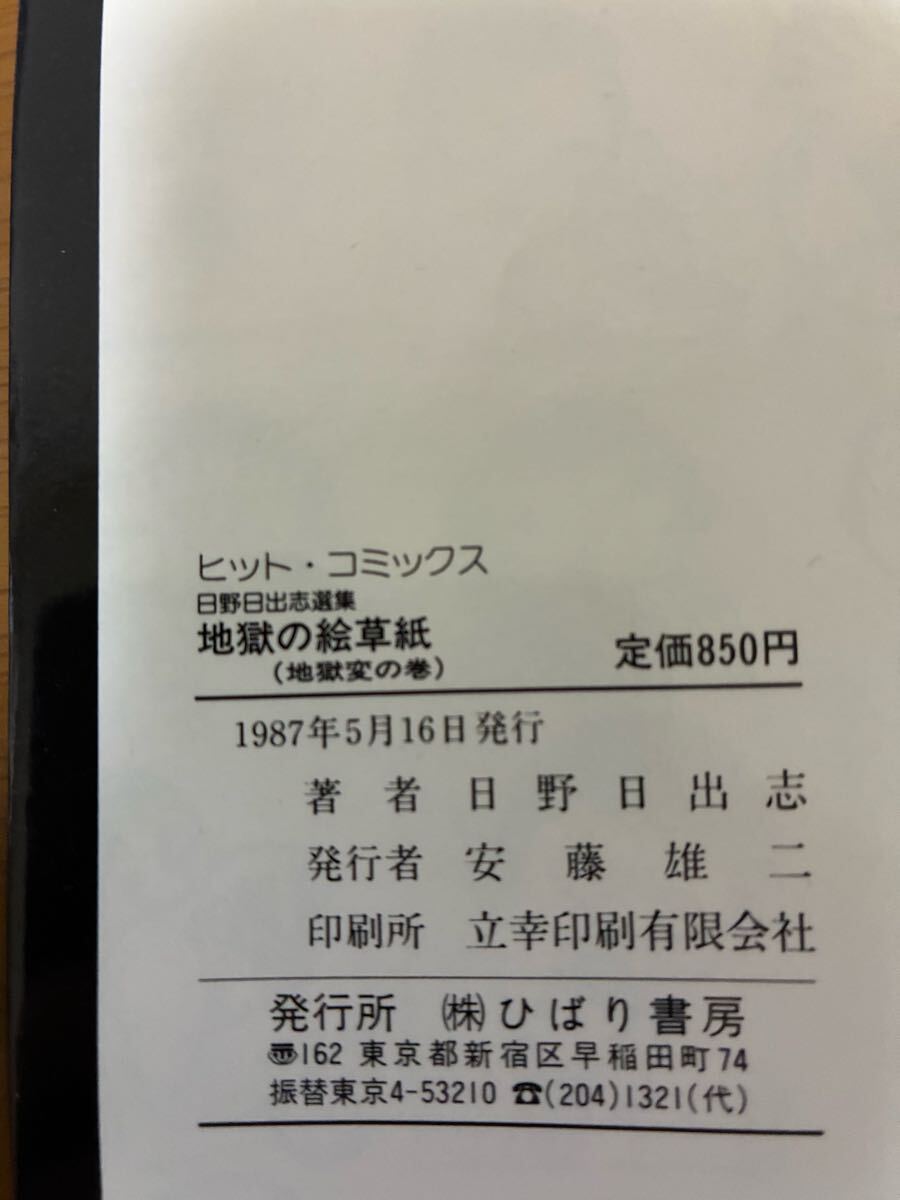 ヒット・コミックス
日野日出志選集
地獄の絵草紙 定価850円
(地獄変の巻)
1987年5月16日発行
著者 日野日出志
発行者 安藤雄二
印刷所 立幸印刷有限会社
発行所 ㈱ひばり書房
〠162 東京都新宿区早稲田町74
振替東京4-53210 ☎(204)1321(代)